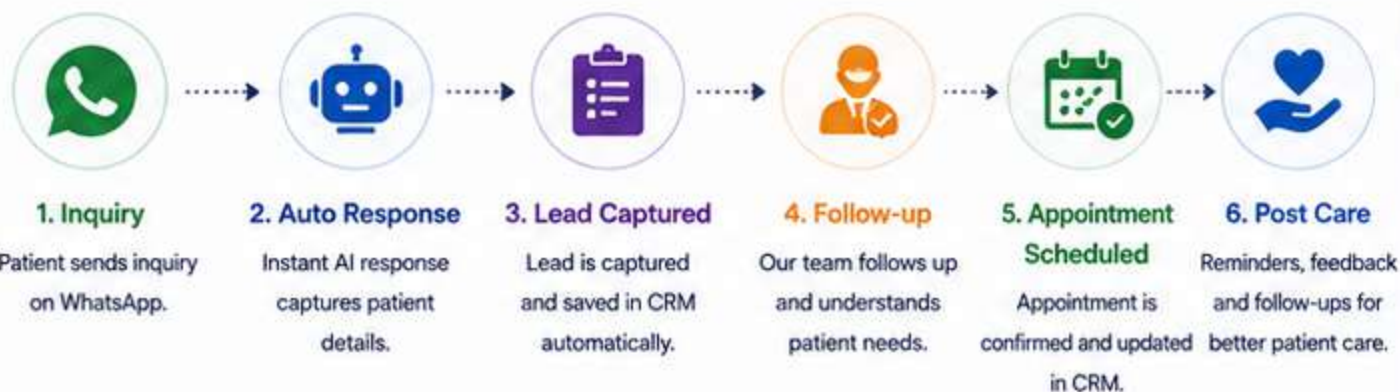 1. Inquiry
Patient sends inquiry
on WhatsApp.
2. Auto Response
Instant AI response
captures patient
details.
3. Lead Captured
Lead is captured
and saved in CRM
automatically.
4. Follow-up
Our team follows up
and understands
patient needs.
5. Appointment
Scheduled
Appointment is
confirmed and updated
in CRM.
6. Post Care
Reminders, feedback
and follow-ups for
better patient care.